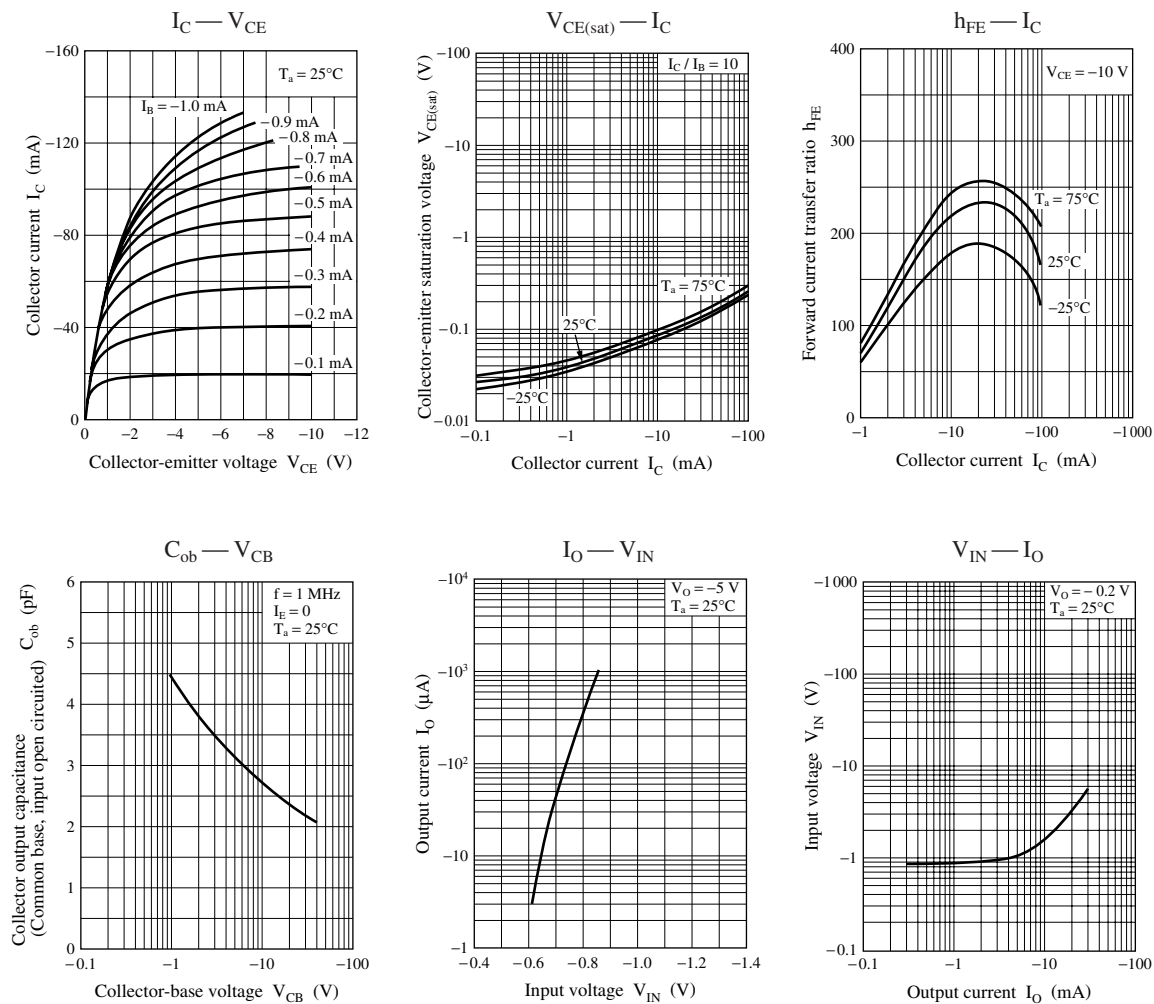 I_C — V_CE
−160
−120
−80
−40
0
0
−2
−4
−6
−8
−10
−12
T_a = 25°C
I_B = −1.0 mA
−0.9 mA
−0.8 mA
−0.7 mA
−0.6 mA
−0.5 mA
−0.4 mA
−0.3 mA
−0.2 mA
−0.1 mA
Collector current I_C (mA)
Collector-emitter voltage V_CE (V)
V_CE(sat) — I_C
−100
−10
−1
−0.1
−0.01
−0.1
−1
−10
−100
I_C / I_B = 10
T_a = 75°C
25°C
−25°C
Collector-emitter saturation voltage V_CE(sat) (V)
Collector current I_C (mA)
h_FE — I_C
400
300
200
100
0
−1
−10
−100
−1000
V_CE = −10 V
T_a = 75°C
25°C
−25°C
Forward current transfer ratio h_FE
Collector current I_C (mA)
C_ob — V_CB
6
5
4
3
2
1
0
−0.1
−1
−10
−100
f = 1 MHz
I_E = 0
T_a = 25°C
Collector output capacitance C_ob (pF)
(Common base, input open circuited)
Collector-base voltage V_CB (V)
I_O — V_IN
−10⁴
−10³
−10²
−10
−1
−0.4
−0.6
−0.8
−1.0
−1.2
−1.4
V_O = −5 V
T_a = 25°C
Output current I_O (μA)
Input voltage V_IN (V)
V_IN — I_O
−1000
−100
−10
−1
−0.1
−0.1
−1
−10
−100
V_O = − 0.2 V
T_a = 25°C
Input voltage V_IN (V)
Output current I_O (mA)